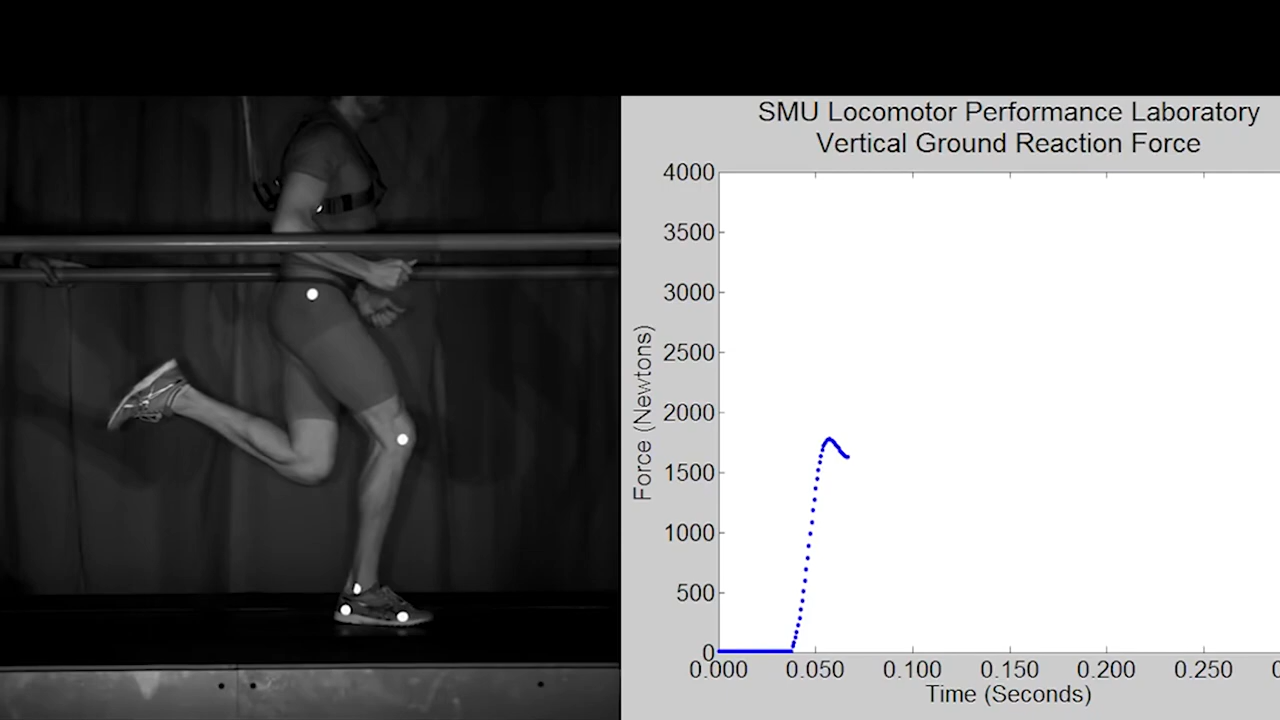 SMU Locomotor Performance Laboratory
Vertical Ground Reaction Force
4000
3500
3000
2500
2000
1500
1000
500
0
Force (Newtons)
0.000 0.050 0.100 0.150 0.200 0.250 0
Time (Seconds)